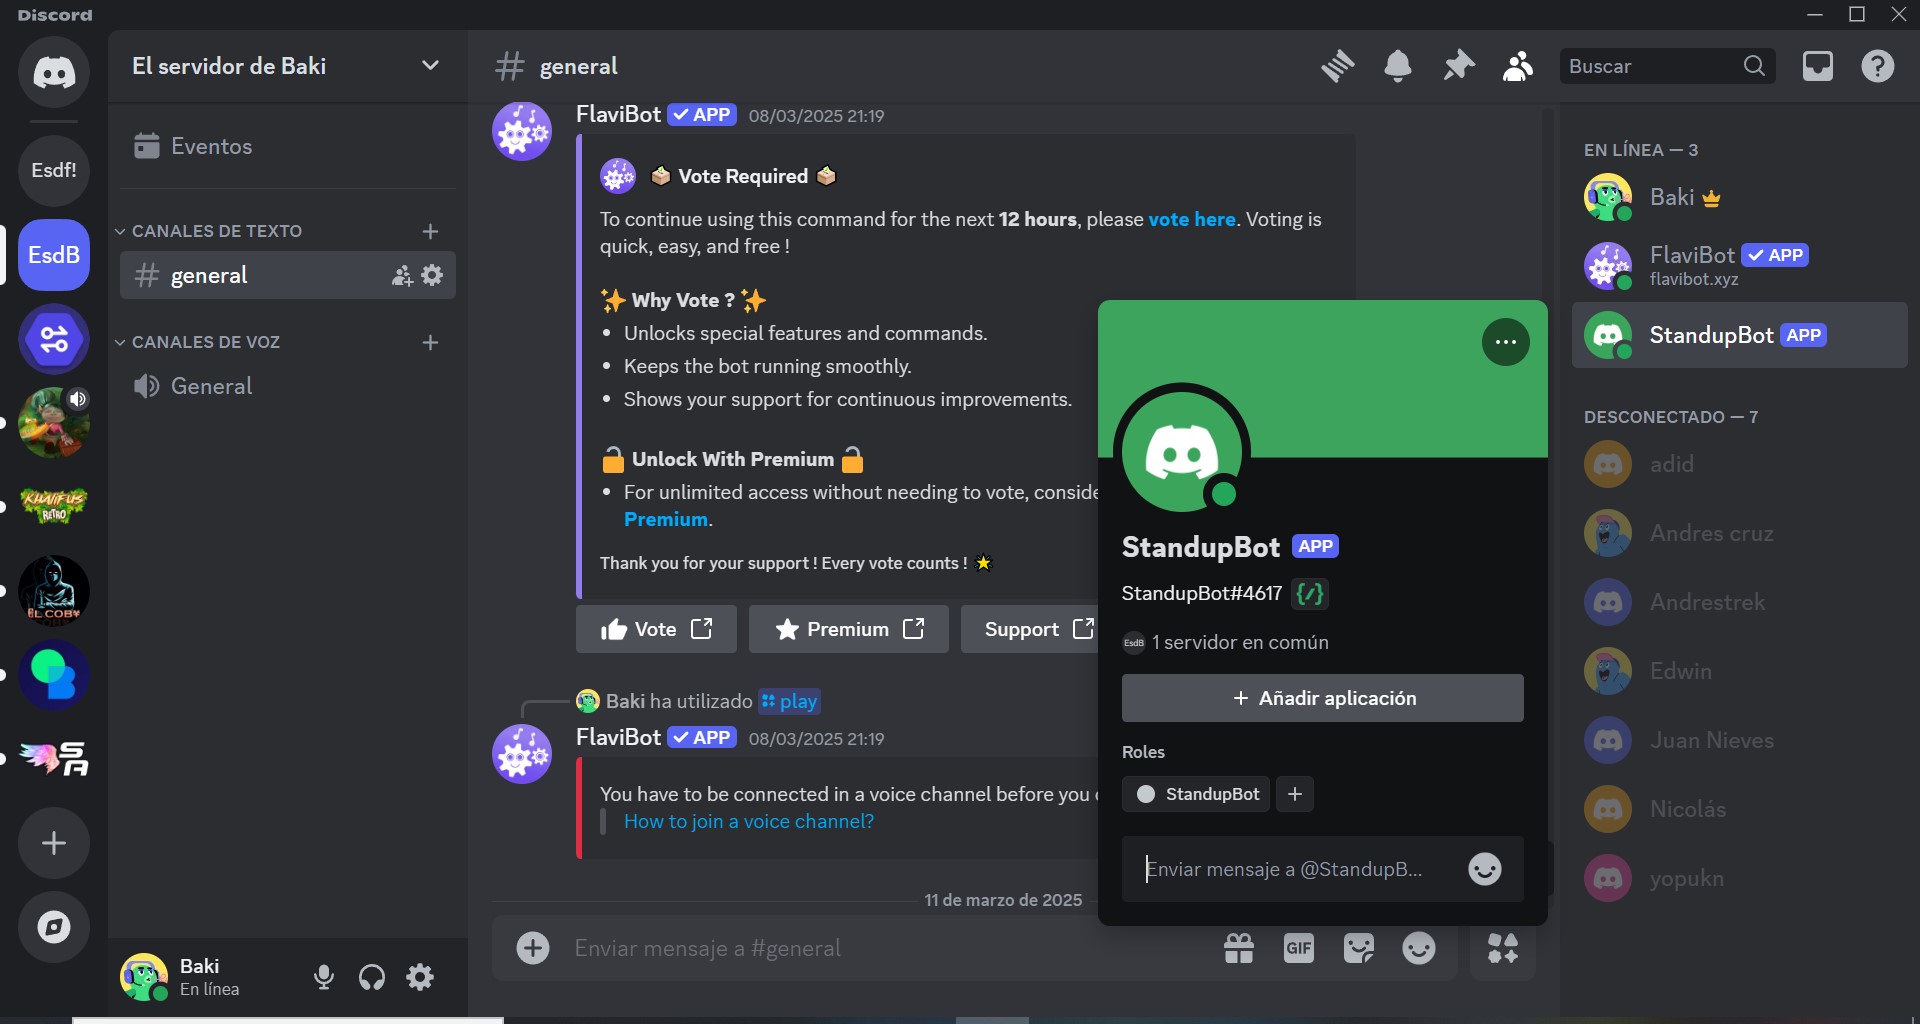 Discord
El servidor de Baki
Eventos
CANALES DE TEXTO
general
CANALES DE VOZ
General
Esdf!
EsdB
KHALIFUS
RETRO
EL COBY
SA
Baki
En línea
general
Buscar
FlaviBot APP 08/03/2025 21:19
Vote Required
To continue using this command for the next 12 hours, please vote here. Voting is
quick, easy, and free !
Why Vote ?
• Unlocks special features and commands.
• Keeps the bot running smoothly.
• Shows your support for continuous improvements.
Unlock With Premium
• For unlimited access without needing to vote, conside
Premium.
Thank you for your support ! Every vote counts !
Vote
Premium
Support
Baki ha utilizado play
FlaviBot APP 08/03/2025 21:19
You have to be connected in a voice channel before you
How to join a voice channel?
11 de marzo de 2025
Enviar mensaje a #general
GIF
StandupBot APP
StandupBot#4617
EsdB 1 servidor en común
+ Añadir aplicación
Roles
StandupBot +
Enviar mensaje a @StandupB...
EN LÍNEA — 3
Baki
FlaviBot APP
flavibot.xyz
StandupBot APP
DESCONECTADO — 7
adid
Andres cruz
Andrestrek
Edwin
Juan Nieves
Nicolás
yopukn